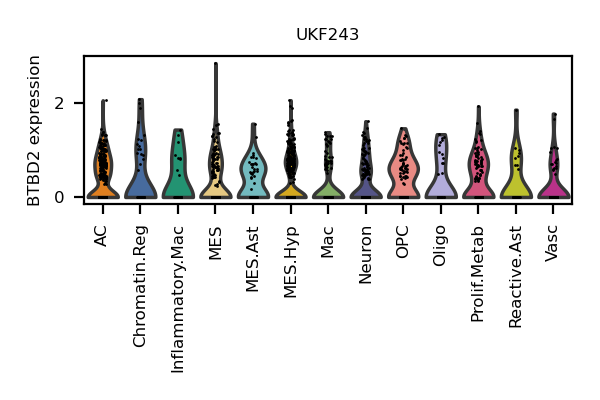 UKF243
BTBD2 expression
2
0
AC
Chromatin.Reg
Inflammatory.Mac
MES
MES.Ast
MES.Hyp
Mac
Neuron
OPC
Oligo
Prolif.Metab
Reactive.Ast
Vasc